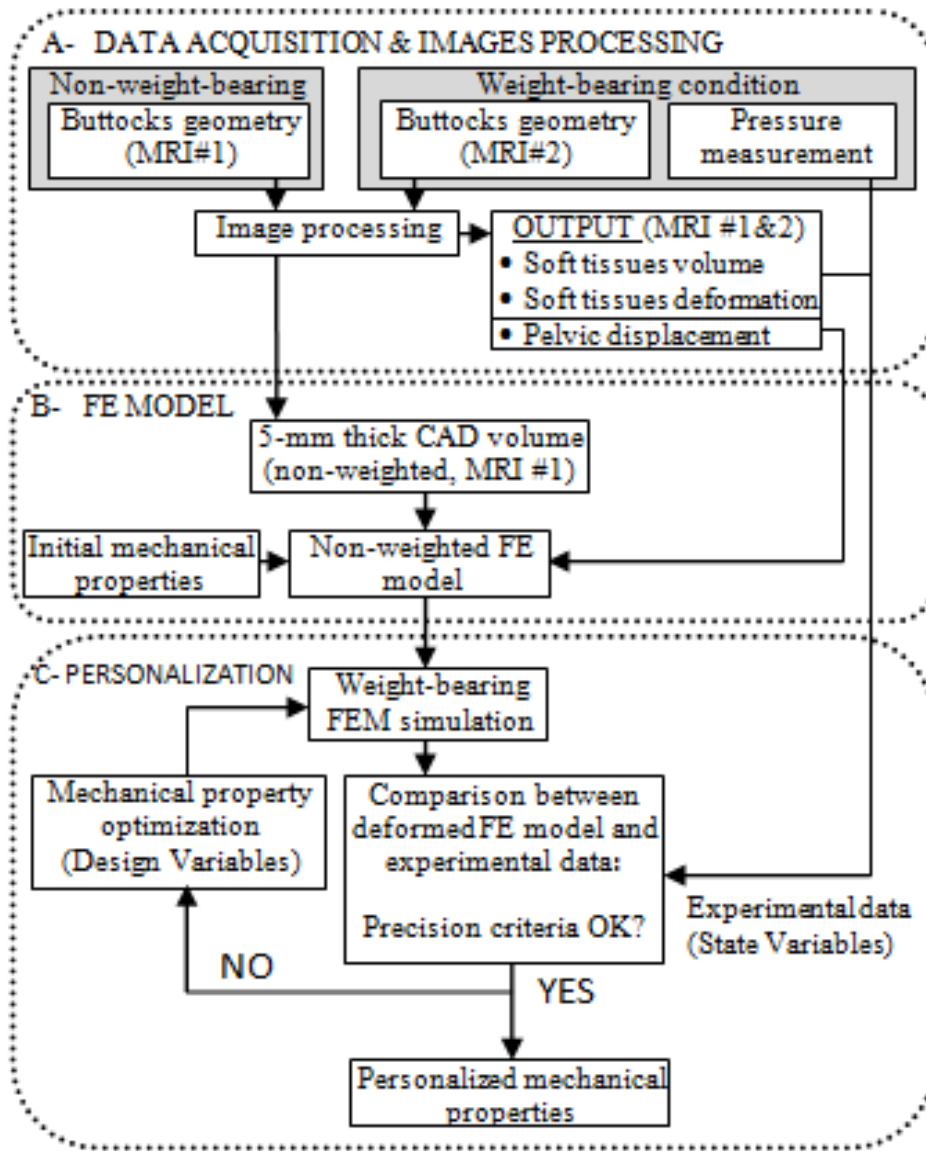 A- DATA ACQUISITION & IMAGES PROCESSING
Non-weight-bearing
Buttocks geometry
(MRI#1)
Weight-bearing condition
Buttocks geometry
(MRI#2)
Pressure
measurement
Image processing
OUTPUT (MRI #1&2)
• Soft tissues volume
• Soft tissues deformation
• Pelvic displacement
B- FE MODEL
5-mm thick CAD volume
(non-weighted, MRI #1)
Initial mechanical
properties
Non-weighted FE
model
C- PERSONALIZATION
Weight-bearing
FEM simulation
Mechanical property
optimization
(Design Variables)
Comparison between
deformed FE model and
experimental data:
Precision criteria OK?
Experimental data
(State Variables)
NO
YES
Personalized mechanical
properties